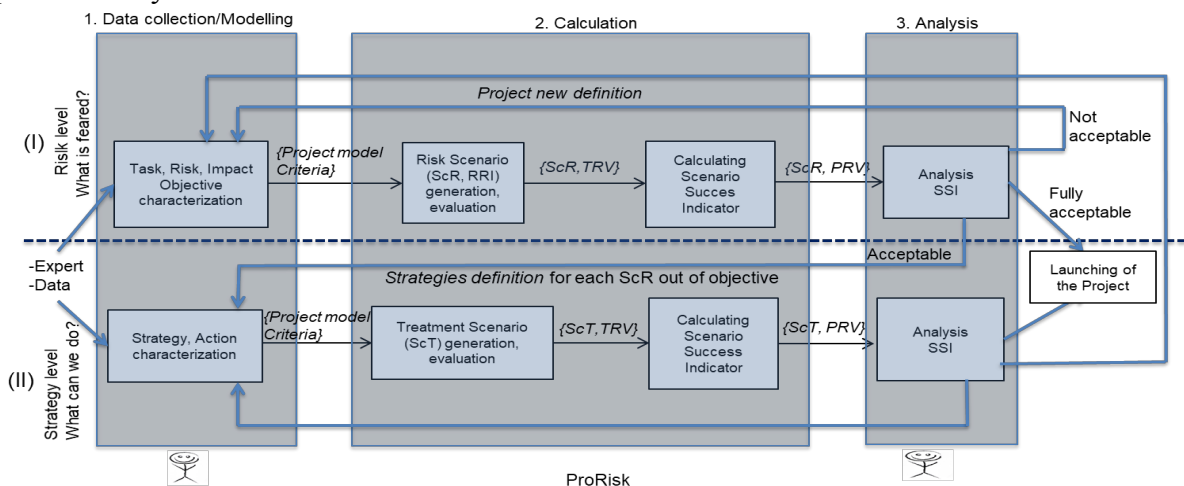 1. Data collection/Modelling
2. Calculation
3. Analysis
Project new definition
Not
acceptable
(I)
Risik level
What is feared?
Task, Risk, Impact
Objective
characterization
{Project model
Criteria}
Risk Scenario
(ScR, RRI)
generation,
evaluation
{ScR,TRV}
Calculating
Scenario
Succes
Indicator
{ScR, PRV}
Analysis
SSI
Fully
acceptable
-Expert
-Data
Acceptable
Strategies definition for each ScR out of objective
Launching of
the Project
(II)
Strategy level
What can we do?
Strategy, Action
characterization
{Project model
Criteria}
Treatment Scenario
(ScT) generation,
evaluation
{ScT,TRV}
Calculating
Scenario
Success
Indicator
{ScT, PRV}
Analysis
SSI
ProRisk